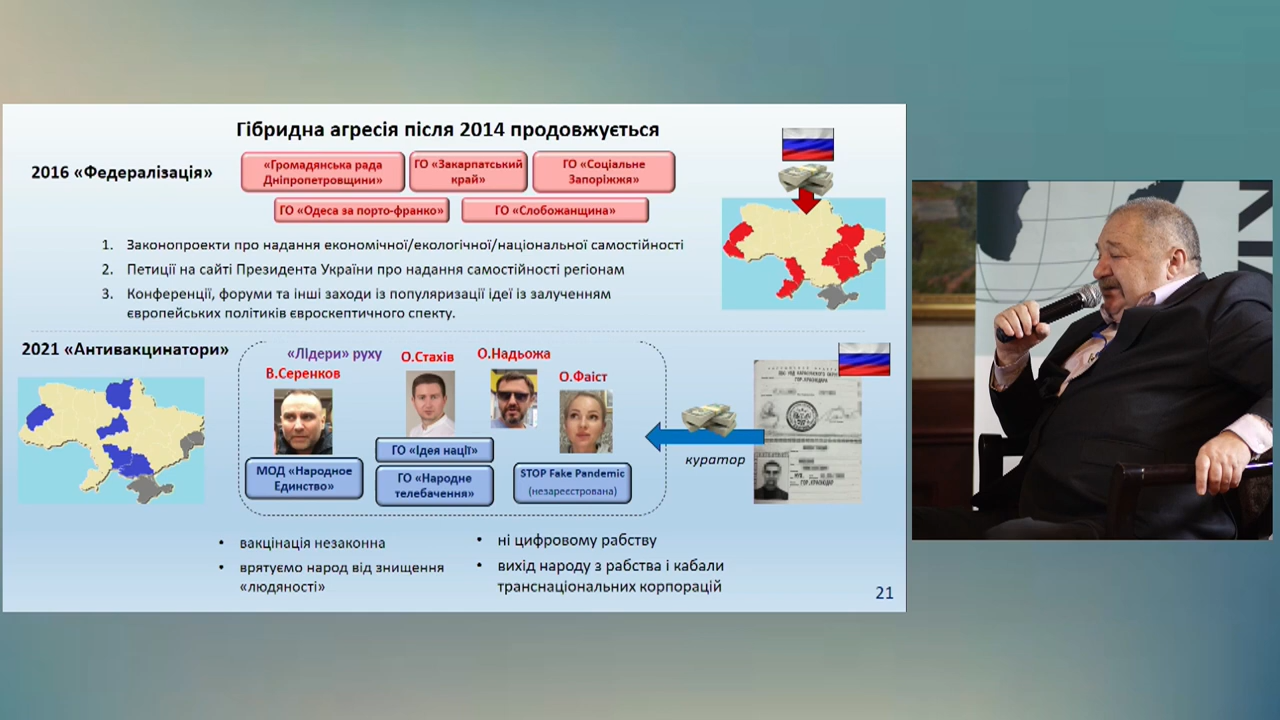 Гібридна агресія після 2014 продовжується
2016 «Федералізація»
«Громадянська рада
Дніпропетровщини»
ГО «Закарпатський
край»
ГО «Соціальне
Запоріжжя»
ГО «Одеса за порто-франко»
ГО «Слобожанщина»
1. Законопроекти про надання економічної/екологічної/національної самостійності
2. Петиції на сайті Президента України про надання самостійності регіонам
3. Конференції, форуми та інші заходи із популяризації ідеї із залученням
європейських політиків євроскептичного спекту.
2021 «Антивакцинатори»
«Лідери» руху
В.Серенков
О.Стахів
О.Надьожа
О.Фаіст
МОД «Народное
Единство»
ГО «Ідея нації»
ГО «Народне
телебачення»
STOP Fake Pandemic
(незареєстрована)
куратор
• вакцінація незаконна
• врятуємо народ від знищення
«людяності»
• ні цифровому рабству
• вихід народу з рабства і кабали
транснаціональних корпорацій
21